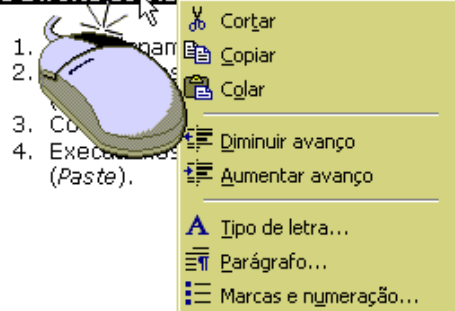 Cortar
1.
Copiar
2.
Colar
3. Co
Diminuir avanço
4. Execu
Aumentar avanço
(Paste).
Tipo de letra...
Parágrafo...
Marcas e numeração...